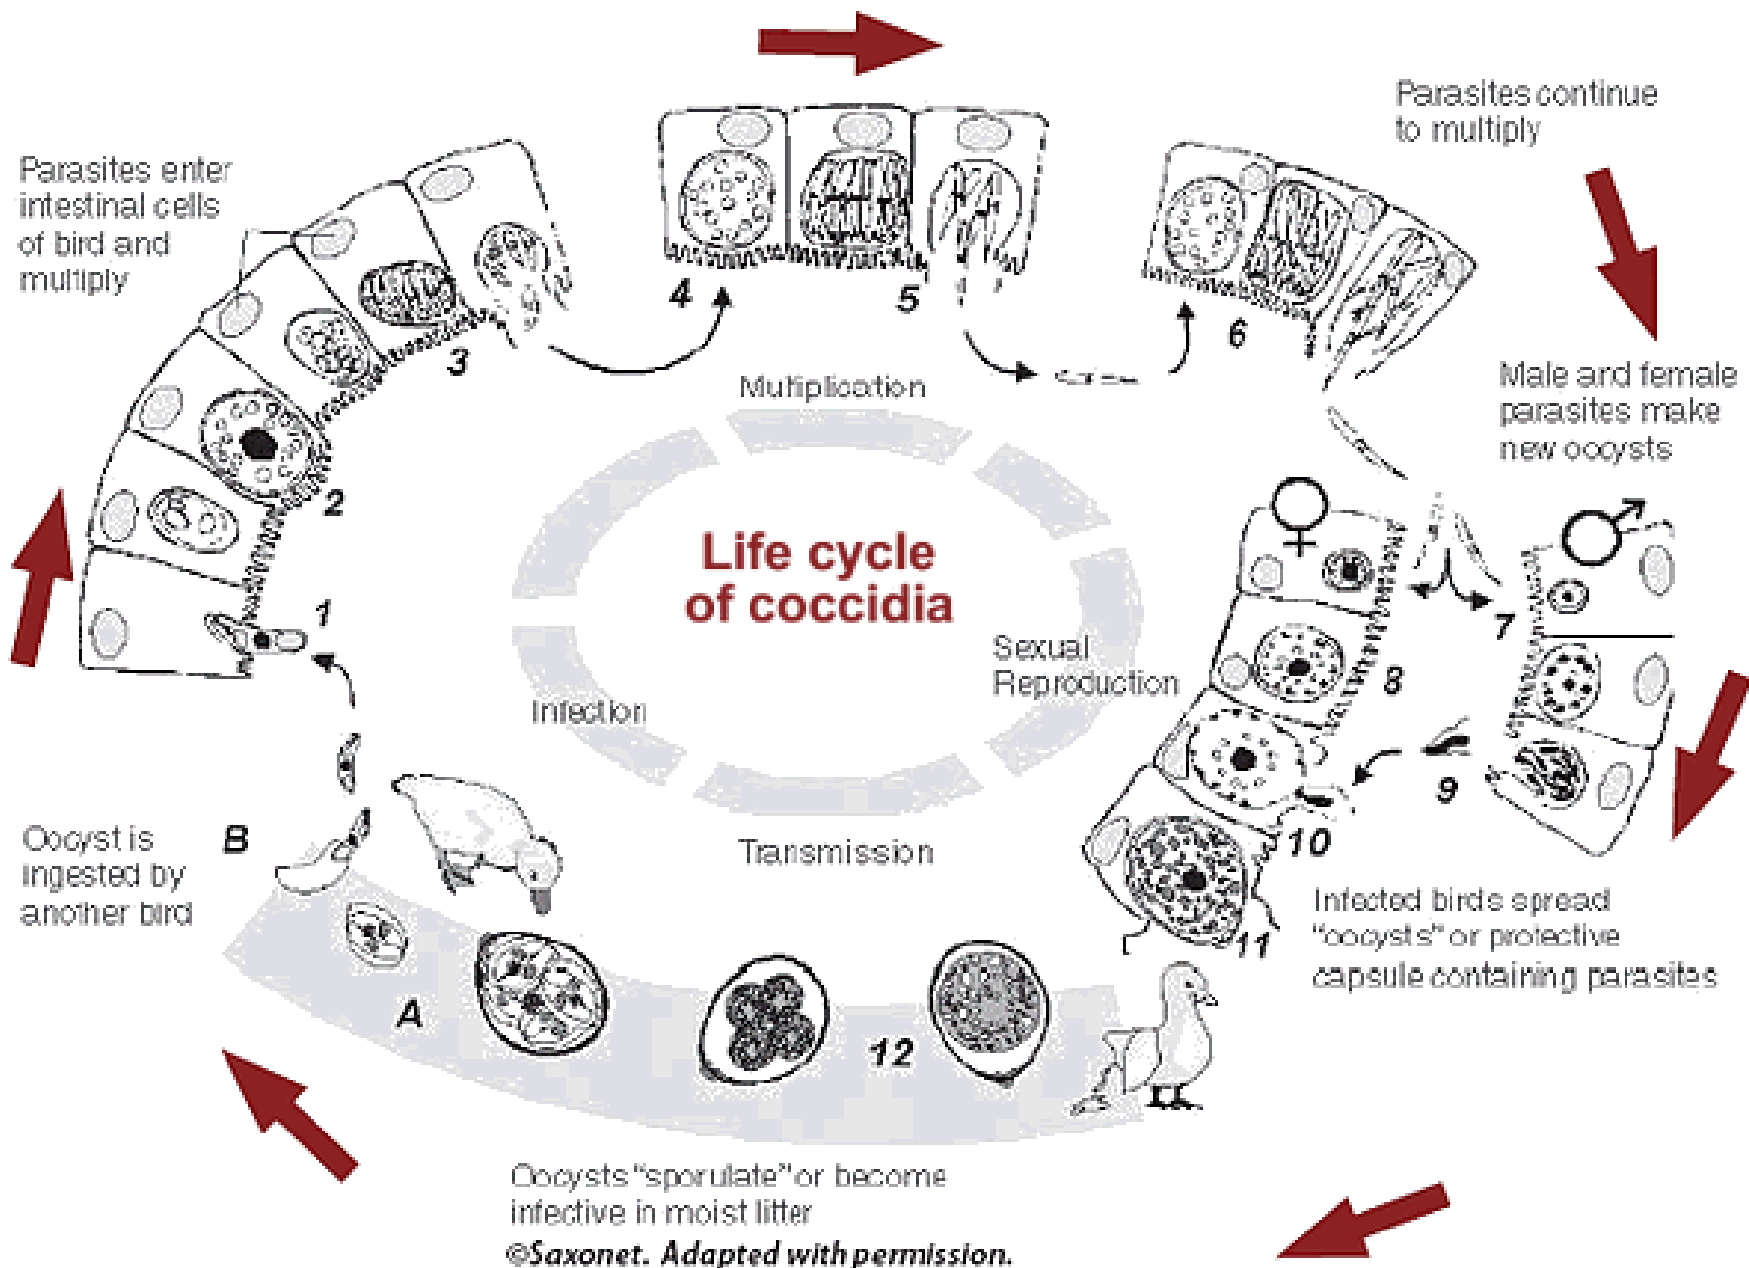 Parasites continue
to multiply
Parasites enter
intestinal cells
of bird and
multiply
4
5
6
3
2
1
Multiplication
Male and female
parasites make
new oocysts
Life cycle
of coccidia
Sexual
Reproduction
Infection
Transmission
7
8
9
10
11
Oocyst is
ingested by
another bird
B
A
12
Infected birds spread
"oocysts" or protective
capsule containing parasites
Oocysts "sporulate" or become
infective in moist litter
©Saxonet. Adapted with permission.